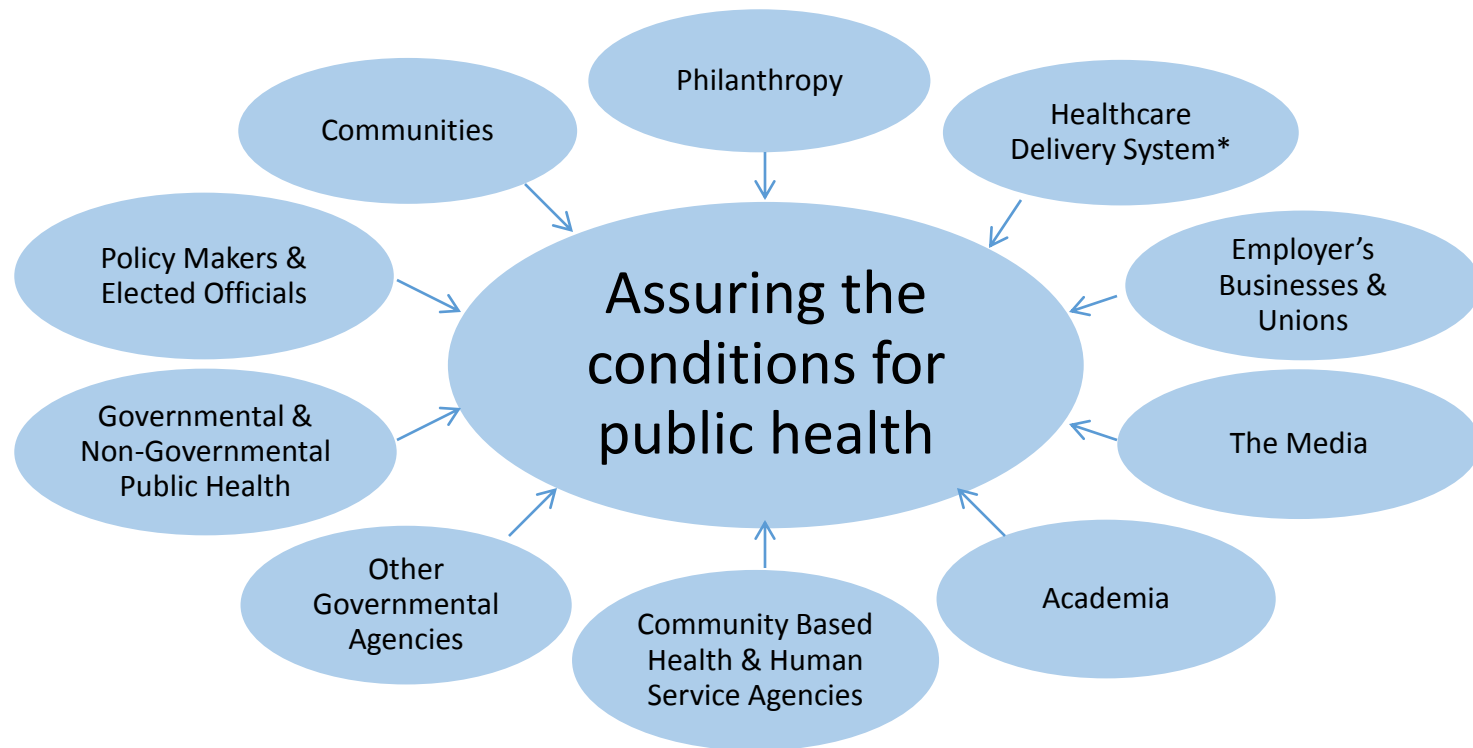 Philanthropy
Communities
Healthcare
Delivery System*
Policy Makers &
Elected Officials
Employer’s
Businesses &
Unions
Assuring the
conditions for
public health
Governmental &
Non-Governmental
Public Health
The Media
Other
Governmental
Agencies
Community Based
Health & Human
Service Agencies
Academia